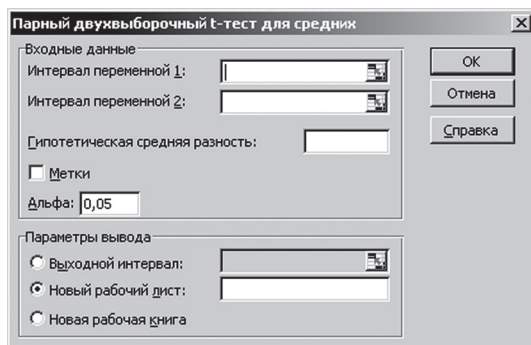 Парный двухвыборочный t-тест для средних
Входные данные
Интервал переменной 1:
Интервал переменной 2:
Гипотетическая средняя разность:
Метки
Альфа: 0,05
Параметры вывода
Выходной интервал:
Новый рабочий лист:
Новая рабочая книга
ОК
Отмена
Справка